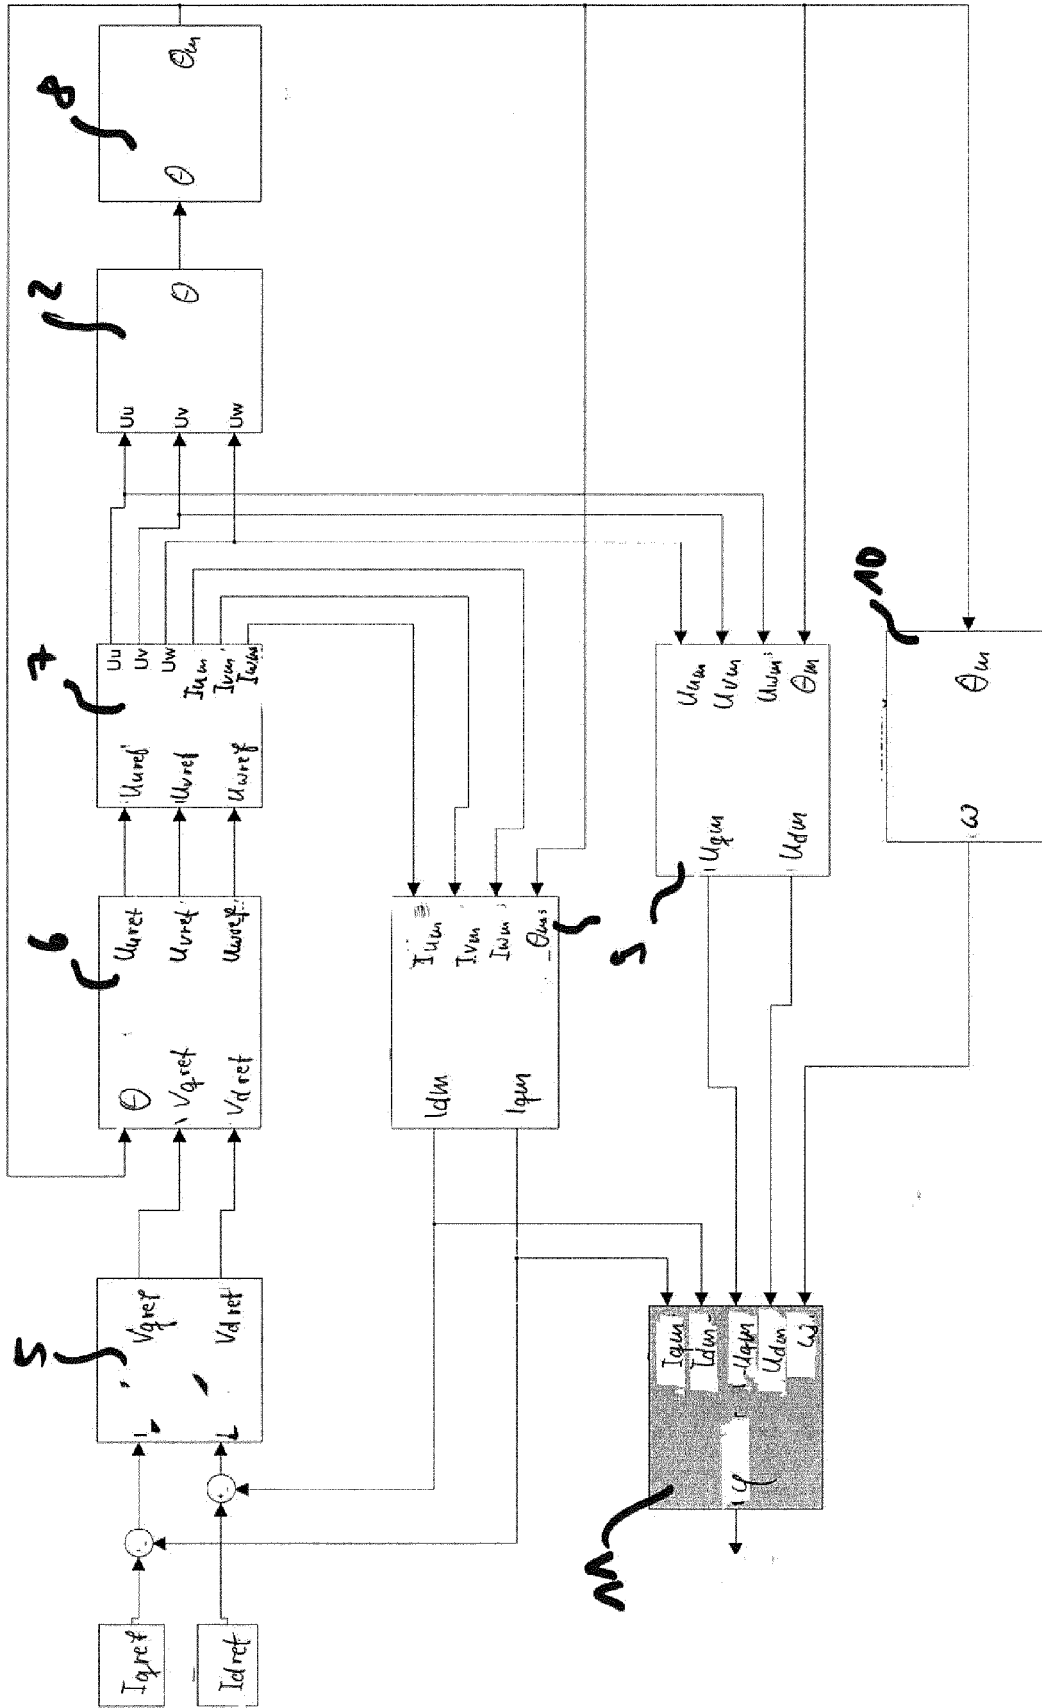 Iqref
Idref
5
Vqref
Vdref
6
Θ
Vqref
Vdref
Uuref
Uvref
Uwref
7
Uuref
Uvref
Uwref
Uu
Uv
Uw
Ium
Ivm
Iwm
2
Uu
Uv
Uw
Θ
8
Θ
Θm
Idm
Iqm
Ium
Ivm
Iwm
Θm
9
Uqm
Udm
Uum
Uvm
Uwm
Θm
10
ω
Θm
11
φ
Iqm
Idm
Uqm
Udm
ω